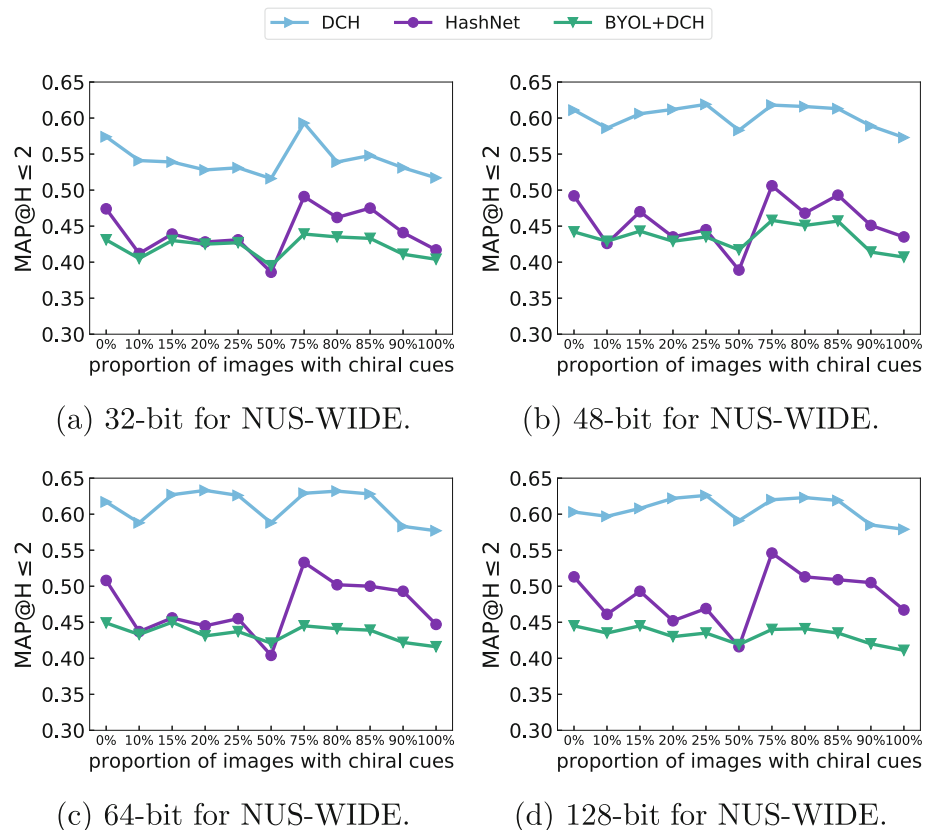 DCH HashNet BYOL+DCH
0.65 0.60 0.55 0.50 0.45 0.40 0.35 0.30
MAP@H ≤ 2
0% 10% 15% 20% 25% 50% 75% 80% 85% 90% 100%
proportion of images with chiral cues
(a) 32-bit for NUS-WIDE.
0.65 0.60 0.55 0.50 0.45 0.40 0.35 0.30
MAP@H ≤ 2
0% 10% 15% 20% 25% 50% 75% 80% 85% 90% 100%
proportion of images with chiral cues
(b) 48-bit for NUS-WIDE.
0.65 0.60 0.55 0.50 0.45 0.40 0.35 0.30
MAP@H ≤ 2
0% 10% 15% 20% 25% 50% 75% 80% 85% 90% 100%
proportion of images with chiral cues
(c) 64-bit for NUS-WIDE.
0.65 0.60 0.55 0.50 0.45 0.40 0.35 0.30
MAP@H ≤ 2
0% 10% 15% 20% 25% 50% 75% 80% 85% 90% 100%
proportion of images with chiral cues
(d) 128-bit for NUS-WIDE.